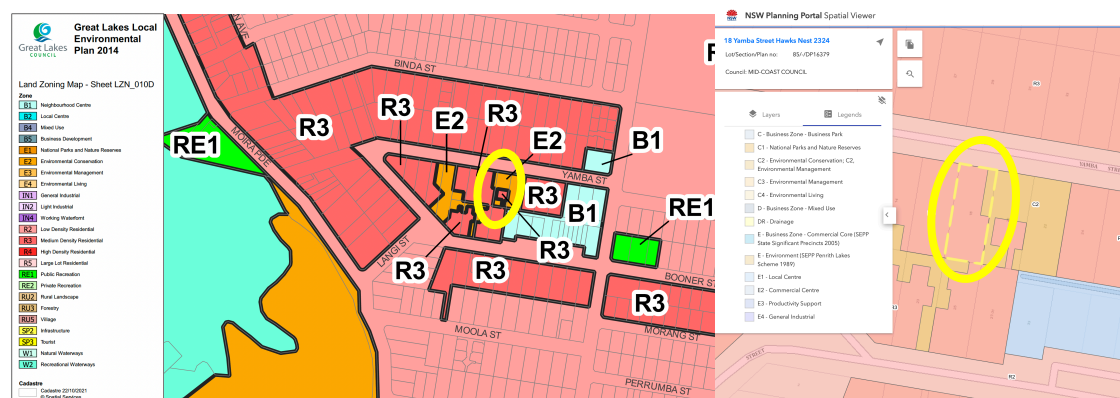 Great Lakes
COUNCIL
Great Lakes Local
Environmental
Plan 2014
Land Zoning Map - Sheet LZN_010D
Zone
B1 Neighbourhood Centre
B2 Local Centre
B4 Mixed Use
B5 Business Development
E1 National Parks and Nature Reserves
E2 Environmental Conservation
E3 Environmental Management
E4 Environmental Living
IN1 General Industrial
IN2 Light Industrial
IN4 Working Waterfront
R2 Low Density Residential
R3 Medium Density Residential
R4 High Density Residential
R5 Large Lot Residential
RE1 Public Recreation
RE2 Private Recreation
RU2 Rural Landscape
RU3 Forestry
RU5 Village
SP2 Infrastructure
SP3 Tourist
W1 Natural Waterways
W2 Recreational Waterways
Cadastre
Cadastre 22/10/2021
© Spatial Services
BINDA ST
R3
R3
E2
R3
E2
B1
RE1
MOIRA PDE
YAMBA ST
R3
B1
RE1
R3
LANGI ST
R3
R3
BOONER ST
R3
MOOLA ST
MORANG ST
PERRUMBA ST
NSW Planning Portal Spatial Viewer
18 Yamba Street Hawks Nest 2324
Lot/Section/Plan no: 85/-/DP16379
Council: MID-COAST COUNCIL
Layers
Legends
C - Business Zone - Business Park
C1 - National Parks and Nature Reserves
C2 - Environmental Conservation; C2,
Environmental Management
C3 - Environmental Management
C4 - Environmental Living
D - Business Zone - Mixed Use
DR - Drainage
E - Business Zone - Commercial Core (SEPP
State Significant Precincts 2005)
E - Environment (SEPP Penrith Lakes
Scheme 1989)
E1 - Local Centre
E2 - Commercial Centre
E3 - Productivity Support
E4 - General Industrial
R3
YAMBA STRE
C2
R3
STREET
R2